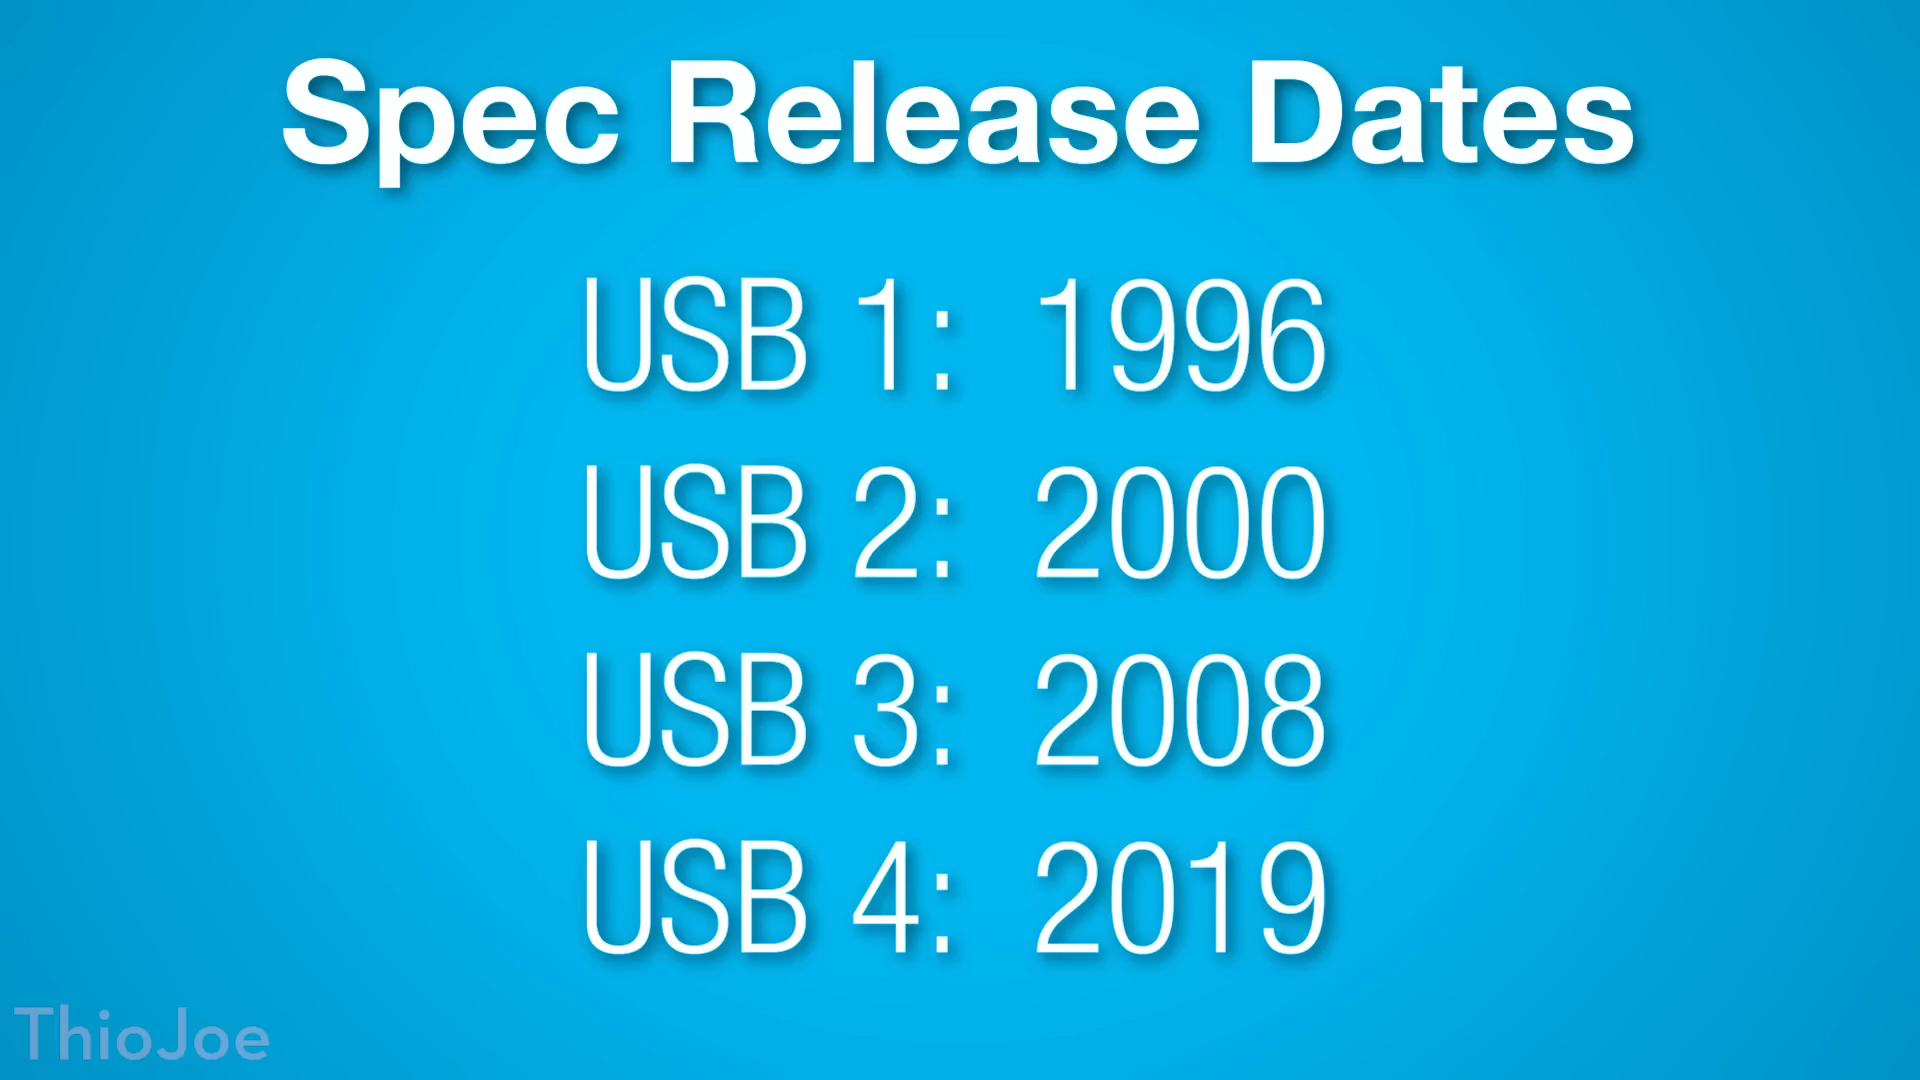 Spec Release Dates
USB 1: 1996
USB 2: 2000
USB 3: 2008
USB 4: 2019
ThioJoe